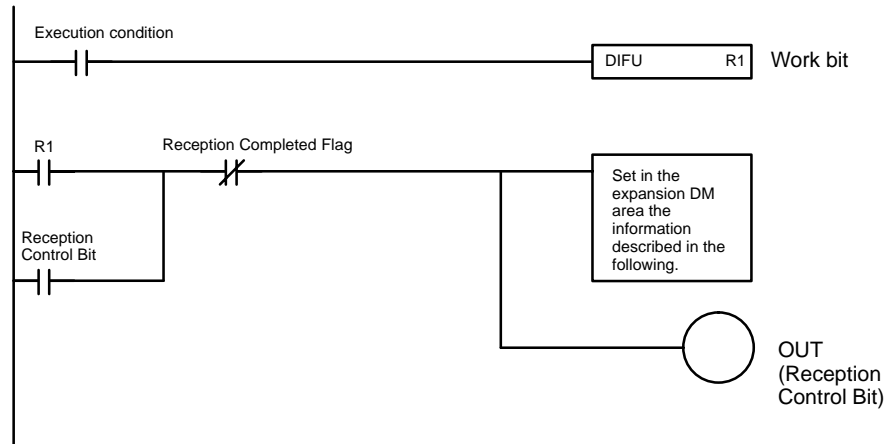 Execution condition
DIFU R1
Work bit
R1
Reception Completed Flag
Set in the
expansion DM
area the
information
described in the
following.
Reception
Control Bit
OUT
(Reception
Control Bit)